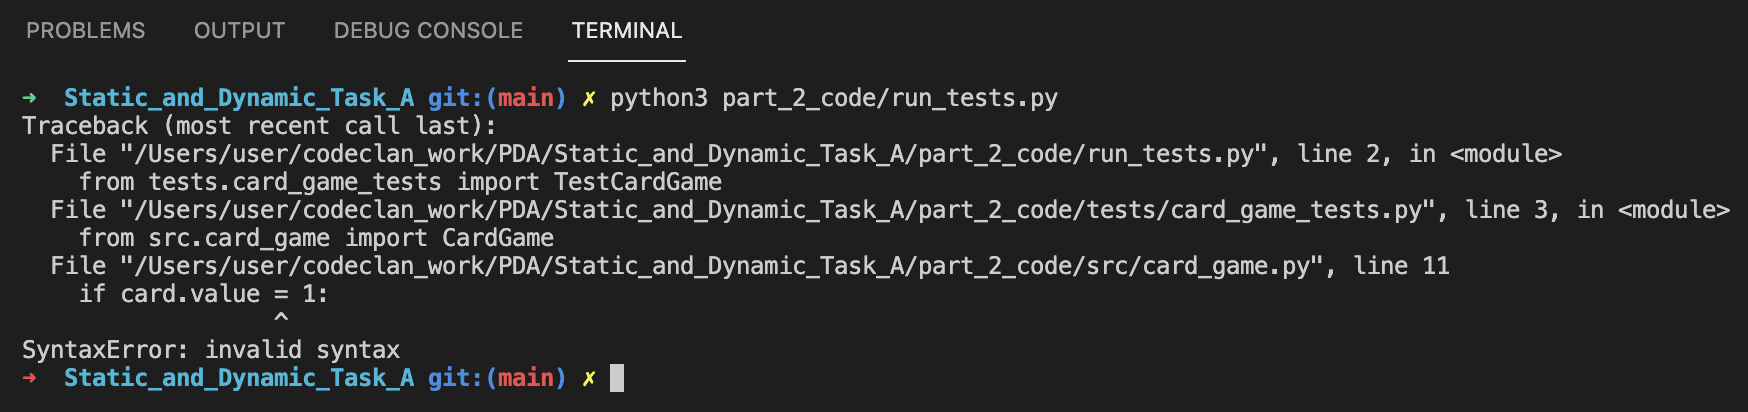 PROBLEMS OUTPUT DEBUG CONSOLE TERMINAL
➜ Static_and_Dynamic_Task_A git:(main) ✗ python3 part_2_code/run_tests.py
Traceback (most recent call last):
  File "/Users/user/codeclan_work/PDA/Static_and_Dynamic_Task_A/part_2_code/run_tests.py", line 2, in <module>
    from tests.card_game_tests import TestCardGame
  File "/Users/user/codeclan_work/PDA/Static_and_Dynamic_Task_A/part_2_code/tests/card_game_tests.py", line 3, in <module>
    from src.card_game import CardGame
  File "/Users/user/codeclan_work/PDA/Static_and_Dynamic_Task_A/part_2_code/src/card_game.py", line 11
    if card.value = 1:
                  ^
SyntaxError: invalid syntax
➜ Static_and_Dynamic_Task_A git:(main) ✗